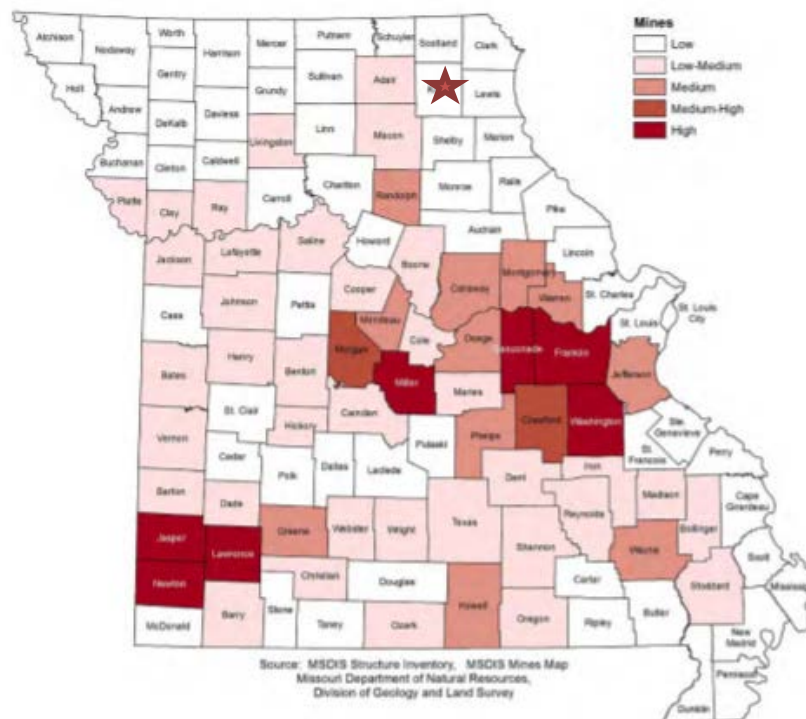 Mines
Low
Low-Medium
Medium
Medium-High
High
Atchison
Nodaway
Worth
Harrison
Mercer
Putnam
Schuyler
Scotland
Clark
Gentry
Sullivan
Adair
Holt
Grundy
Lewis
Andrew
DeKalb
Daviess
Linn
Macon
Shelby
Marion
Livingston
Buchanan
Clinton
Caldwell
Chariton
Monroe
Ralls
Platte
Clay
Ray
Carroll
Randolph
Pike
Audrain
Howard
Saline
Lafayette
Jackson
Boone
Lincoln
Montgomery
Callaway
Warren
St. Charles
Cooper
Johnson
Pettis
Cass
Moniteau
Cole
Osage
St. Louis
St. Louis
City
Gasconade
Franklin
Morgan
Henry
Benton
Miller
Jefferson
Bates
Maries
St. Clair
Camden
Crawford
Washington
Hickory
Phelps
Pulaski
Ste.
Genevieve
Vernon
Cedar
Dallas
Laclede
Polk
St.
Francois
Perry
Dent
Iron
Barton
Dade
Madison
Cape
Girardeau
Reynolds
Bollinger
Jasper
Lawrence
Greene
Webster
Wright
Texas
Shannon
Wayne
Scott
Newton
Christian
Douglas
Carter
Stoddard
Mississip
Stone
Howell
Butler
McDonald
Barry
Taney
Ozark
Oregon
Ripley
New
Madrid
Pemiscot
Dunklin
Source: MSDIS Structure Inventory, MSDIS Mines Map
Missouri Department of Natural Resources,
Division of Geology and Land Survey